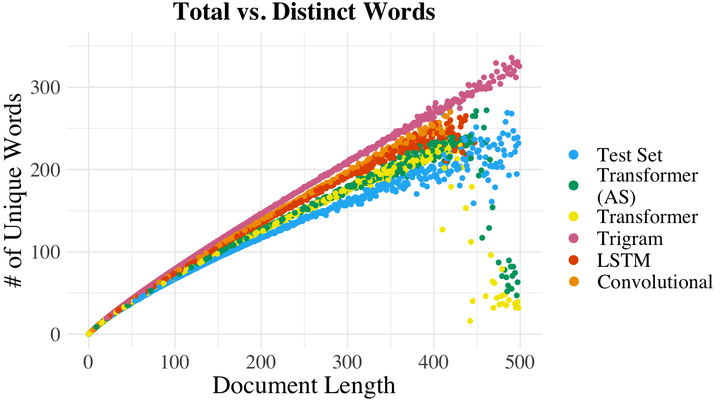 Total vs. Distinct Words
# of Unique Words
300
200
100
0
0 100 200 300 400 500
Document Length
Test Set
Transformer
(AS)
Transformer
Trigram
LSTM
Convolutional